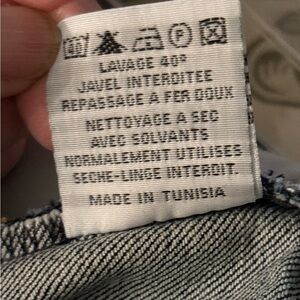 40 P
LAVAGE 40°
JAVEL INTERDITEE
REPASSAGE A FER DOUX
NETTOYAGE A SEC
AVEC SOLVANTS
NORMALEMENT UTILISES
SECHE-LINGE INTERDIT.
MADE IN TUNISIA